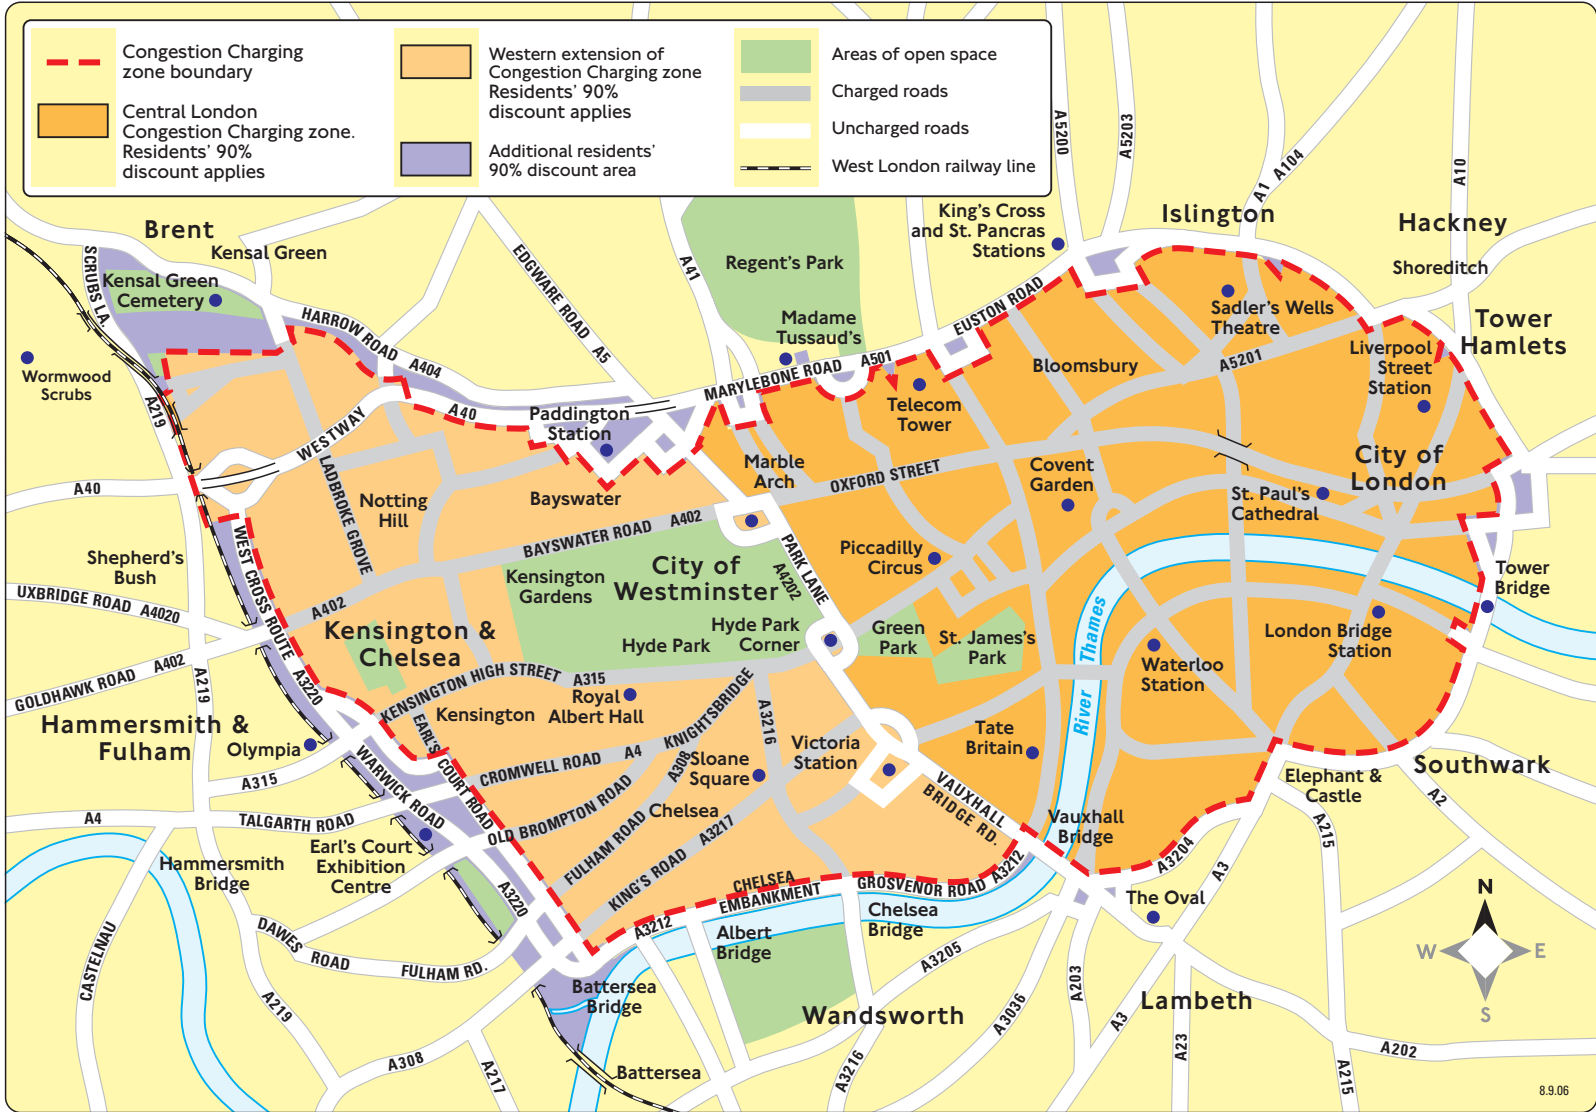 Congestion Charging
zone boundary
Central London
Congestion Charging zone.
Residents' 90%
discount applies
Western extension of
Congestion Charging zone
Residents' 90%
discount applies
Additional residents'
90% discount area
Areas of open space
Charged roads
Uncharged roads
West London railway line
A5200
A5203
A1
A104
A10
Brent
Kensal Green
SCRUBS LA.
Kensal Green
Cemetery
HARROW ROAD
A404
EDGWARE ROAD A5
A41
Regent's Park
Madame
Tussaud's
King's Cross
and St. Pancras
Stations
Islington
Hackney
Shoreditch
Tower
Hamlets
EUSTON ROAD
Sadler's Wells
Theatre
Liverpool
Street
Station
A5201
Bloomsbury
MARYLEBONE ROAD A501
Telecom
Tower
Wormwood
Scrubs
A219
A40
WESTWAY
Paddington
Station
Marble
Arch
OXFORD STREET
Covent
Garden
City of
London
St. Paul's
Cathedral
A40
LADBROKE GROVE
Notting
Hill
Bayswater
BAYSWATER ROAD A402
PARK LANE
A4202
Piccadilly
Circus
Tower
Bridge
Shepherd's
Bush
WEST CROSS ROUTE
A3220
UXBRIDGE ROAD A4020
A402
Kensington
Gardens
City of
Westminster
Hyde Park
Hyde Park
Corner
Green
Park
St. James's
Park
River Thames
London Bridge
Station
Waterloo
Station
Kensington &
Chelsea
GOLDHAWK ROAD A402
A219
KENSINGTON HIGH STREET
A315
Royal
Albert Hall
Kensington
EARL'S
COURT ROAD
KNIGHTSBRIDGE
A3216
Hammersmith &
Fulham
Olympia
A315
WARWICK ROAD
CROMWELL ROAD A4
A308
Sloane
Square
Victoria
Station
Tate
Britain
Elephant &
Castle
Southwark
A4
TALGARTH ROAD
OLD BROMPTON ROAD
Chelsea
VAUXHALL
BRIDGE RD.
Vauxhall
Bridge
A2
Earl's Court
Exhibition
Centre
Hammersmith
Bridge
FULHAM ROAD
KING'S ROAD
A3217
A3204
A3
A215
A3220
CHELSEA
EMBANKMENT
GROSVENOR ROAD
A3212
A3212
Chelsea
Bridge
Albert
Bridge
The Oval
N
W
E
S
CASTELNAU
DAWES
ROAD
FULHAM RD.
A219
Battersea
Bridge
A3205
A203
A3036
Wandsworth
Lambeth
A308
A217
Battersea
A3216
A3
A23
A202
A215
8.9.06